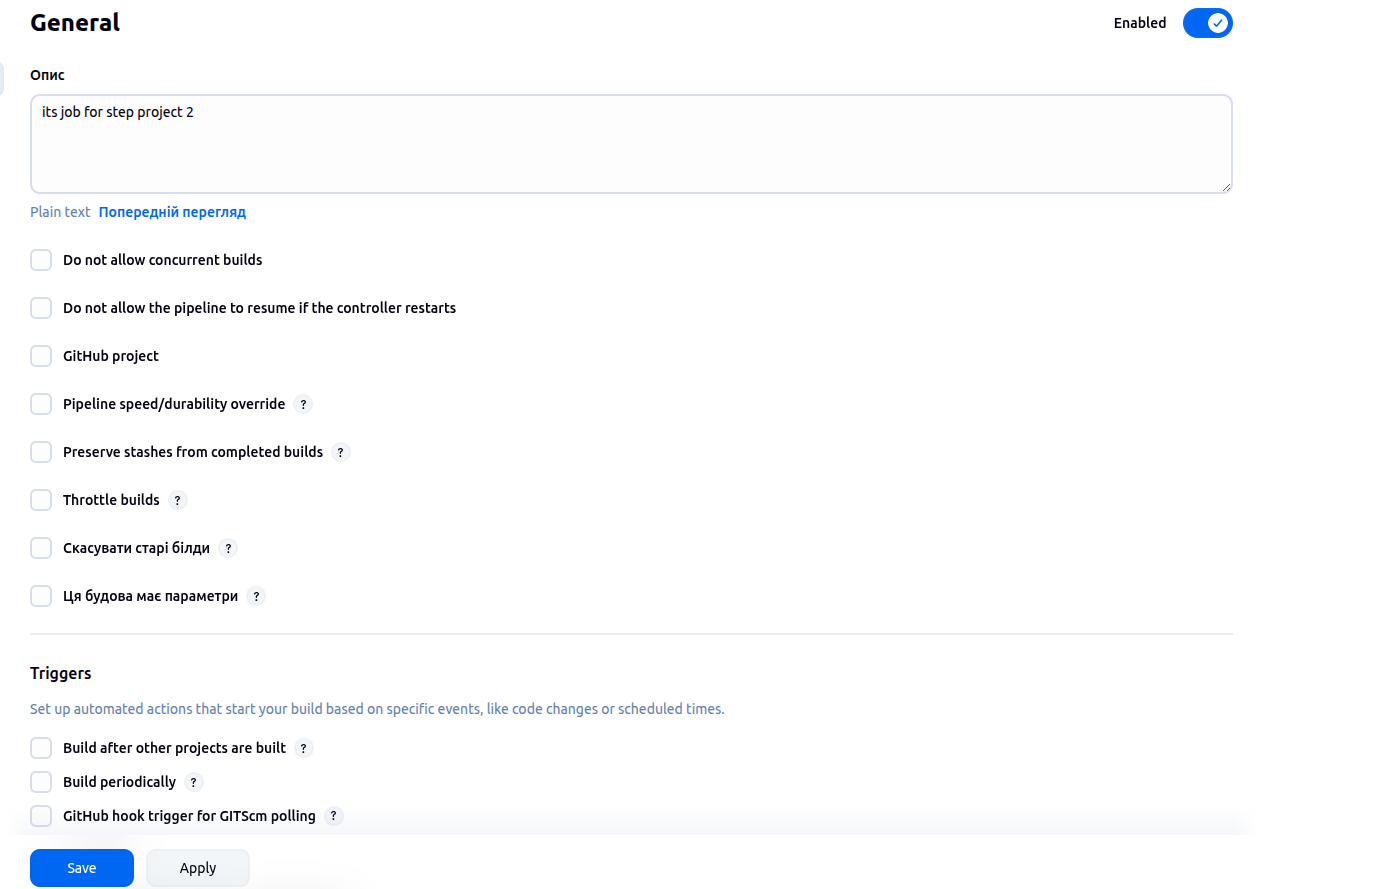 General
Enabled
Опис
its job for step project 2
Plain text Попередній перегляд
Do not allow concurrent builds
Do not allow the pipeline to resume if the controller restarts
GitHub project
Pipeline speed/durability override ?
Preserve stashes from completed builds ?
Throttle builds ?
Скасувати старі білди ?
Ця будова має параметри ?
Triggers
Set up automated actions that start your build based on specific events, like code changes or scheduled times.
Build after other projects are built ?
Build periodically ?
GitHub hook trigger for GITScm polling ?
Save
Apply